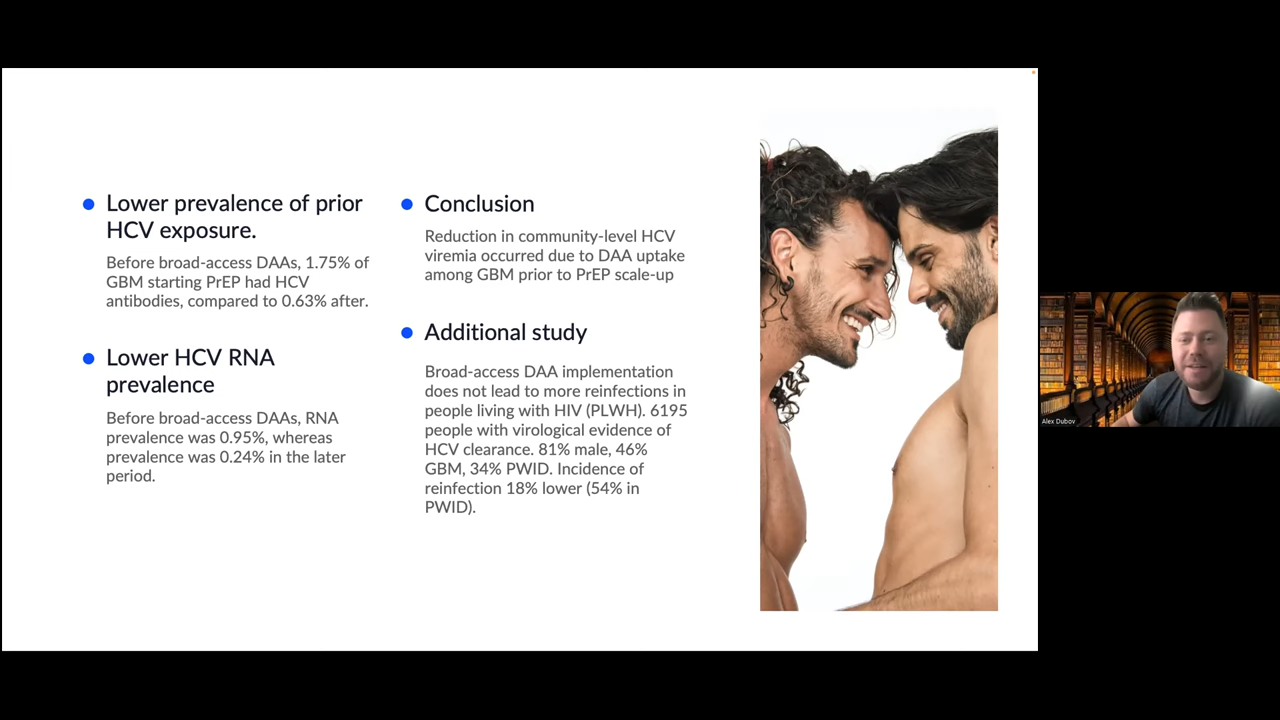 Lower prevalence of prior
HCV exposure.
Before broad-access DAAs, 1.75% of
GBM starting PrEP had HCV
antibodies, compared to 0.63% after.
Lower HCV RNA
prevalence
Before broad-access DAAs, RNA
prevalence was 0.95%, whereas
prevalence was 0.24% in the later
period.
Conclusion
Reduction in community-level HCV
viremia occurred due to DAA uptake
among GBM prior to PrEP scale-up
Additional study
Broad-access DAA implementation
does not lead to more reinfections in
people living with HIV (PLWH). 6195
people with virological evidence of
HCV clearance. 81% male, 46%
GBM, 34% PWID. Incidence of
reinfection 18% lower (54% in
PWID).
Alex Dubov